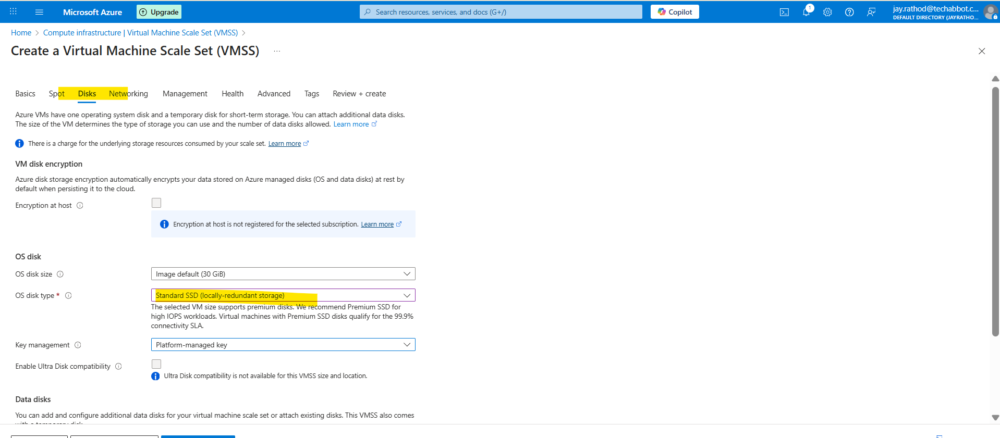 Microsoft Azure
Upgrade
Search resources, services, and docs (G+/)
Copilot
1
jay.rathod@techabbot.c...
DEFAULT DIRECTORY (JAYRATHO...
Home > Compute infrastructure | Virtual Machine Scale Set (VMSS) >
Create a Virtual Machine Scale Set (VMSS) ...
Basics Spot Disks Networking Management Health Advanced Tags Review + create
Azure VMs have one operating system disk and a temporary disk for short-term storage. You can attach additional data disks.
The size of the VM determines the type of storage you can use and the number of data disks allowed. Learn more
There is a charge for the underlying storage resources consumed by your scale set. Learn more
VM disk encryption
Azure disk storage encryption automatically encrypts your data stored on Azure managed disks (OS and data disks) at rest by
default when persisting it to the cloud.
Encryption at host
Encryption at host is not registered for the selected subscription. Learn more
OS disk
OS disk size
Image default (30 GiB)
OS disk type *
Standard SSD (locally-redundant storage)
The selected VM size supports premium disks. We recommend Premium SSD for
high IOPS workloads. Virtual machines with Premium SSD disks qualify for the 99.9%
connectivity SLA.
Key management
Platform-managed key
Enable Ultra Disk compatibility
Ultra Disk compatibility is not available for this VMSS size and location.
Data disks
You can add and configure additional data disks for your virtual machine scale set or attach existing disks. This VMSS also comes
with a temporary disk.